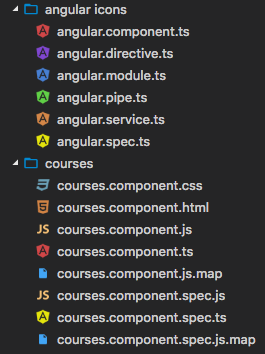 angular icons
angular.component.ts
angular.directive.ts
angular.module.ts
angular.pipe.ts
angular.service.ts
angular.spec.ts
courses
courses.component.css
courses.component.html
JS courses.component.js
courses.component.ts
courses.component.js.map
JS courses.component.spec.js
courses.component.spec.ts
courses.component.spec.js.map